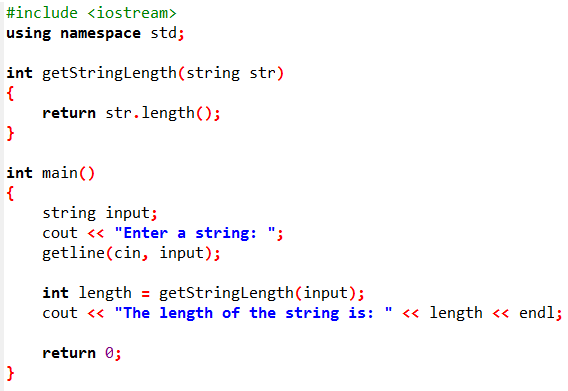 #include <iostream>
using namespace std;

int getStringLength(string str)
{
    return str.length();
}

int main()
{
    string input;
    cout << "Enter a string: ";
    getline(cin, input);

    int length = getStringLength(input);
    cout << "The length of the string is: " << length << endl;

    return 0;
}